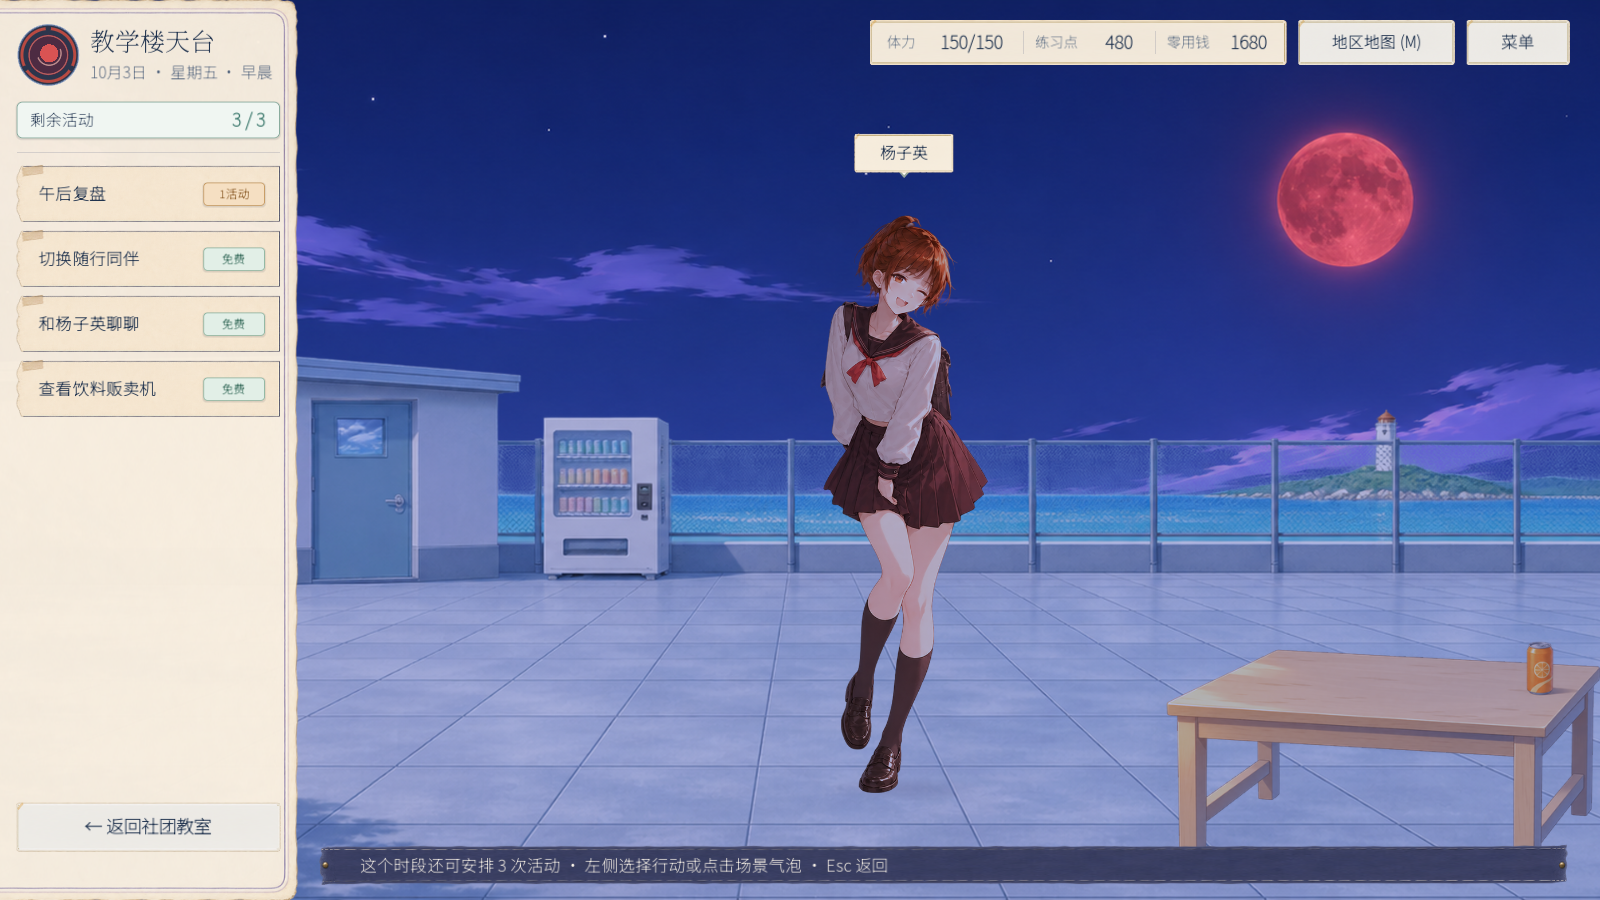 教学楼天台
10月3日 · 星期五 · 早晨
剩余活动 3 / 3
午后复盘 1活动
切换随行同伴 免费
和杨子英聊聊 免费
查看饮料贩卖机 免费
← 返回社团教室
体力 150/150 练习点 480 零用钱 1680
地区地图 (M)
菜单
杨子英
这个时段还可安排 3 次活动 · 左侧选择行动或点击场景气泡 · Esc 返回